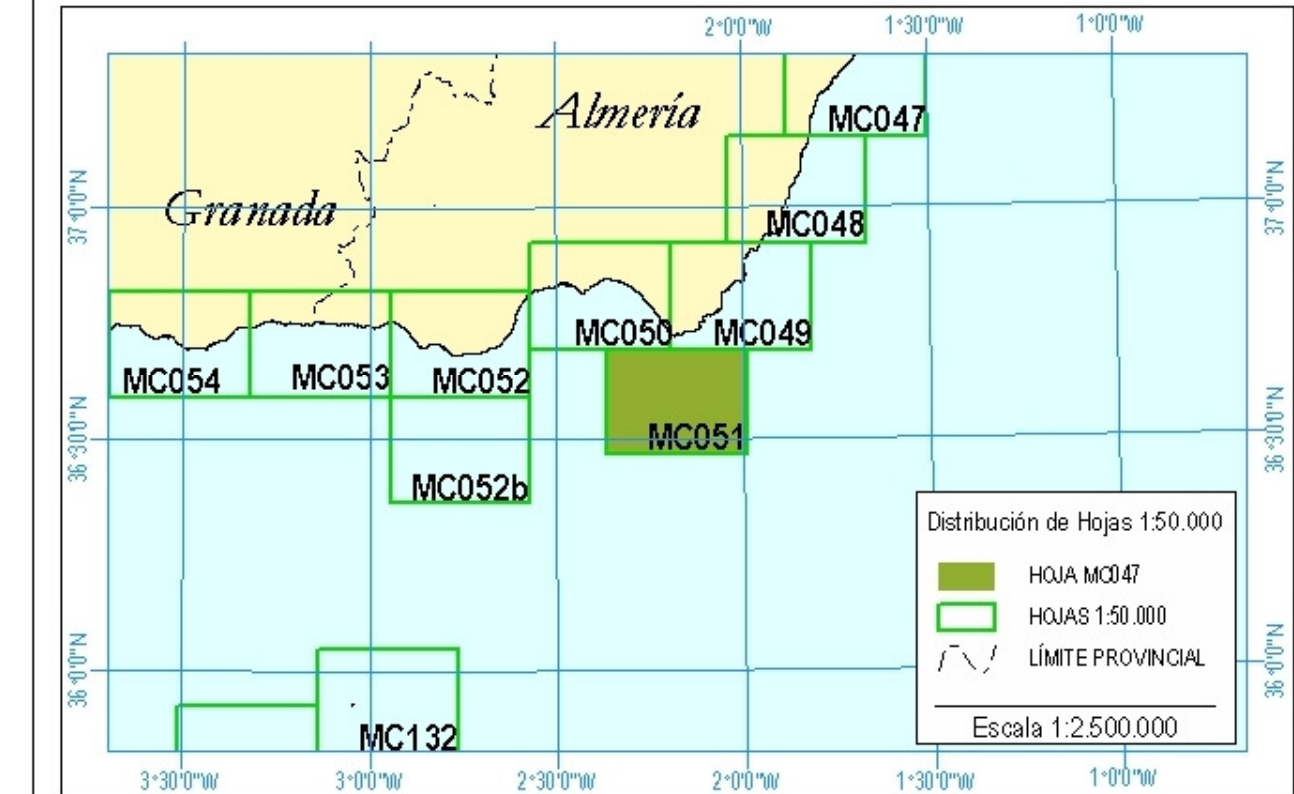 2°0'0"W 1°30'0"W 1°0'0"W
Almería
MC047
37°0'0"N
Granada
MC048
37°0'0"N
MC050
MC049
MC054
MC053
MC052
MC051
36°30'0"N
36°30'0"N
MC052b
Distribución de Hojas 1:50.000
HOJA MC047
HOJAS 1:50.000
LÍMITE PROVINCIAL
Escala 1:2.500.000
36°0'0"N
36°0'0"N
MC132
3°30'0"W 3°0'0"W 2°30'0"W 2°0'0"W 1°30'0"W 1°0'0"W